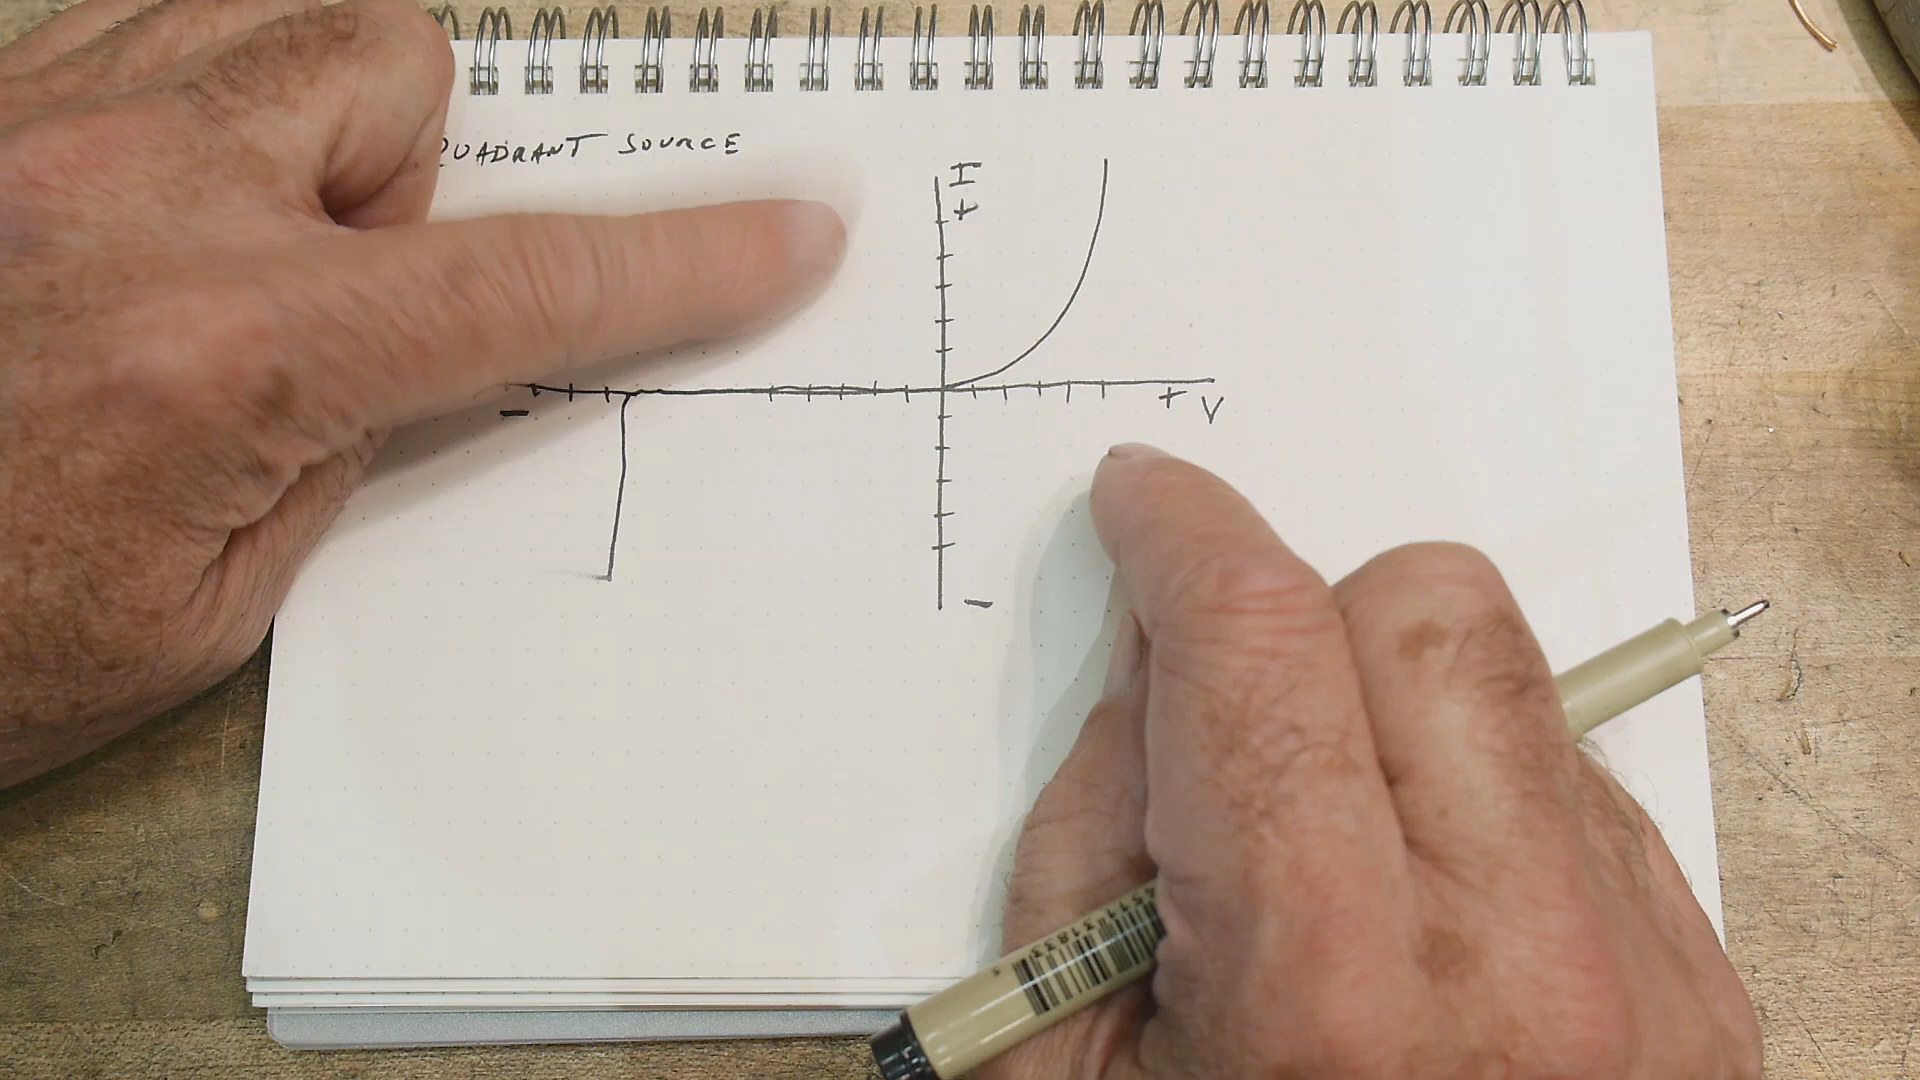 QUADRANT SOURCE
I
+
-
+ V
-